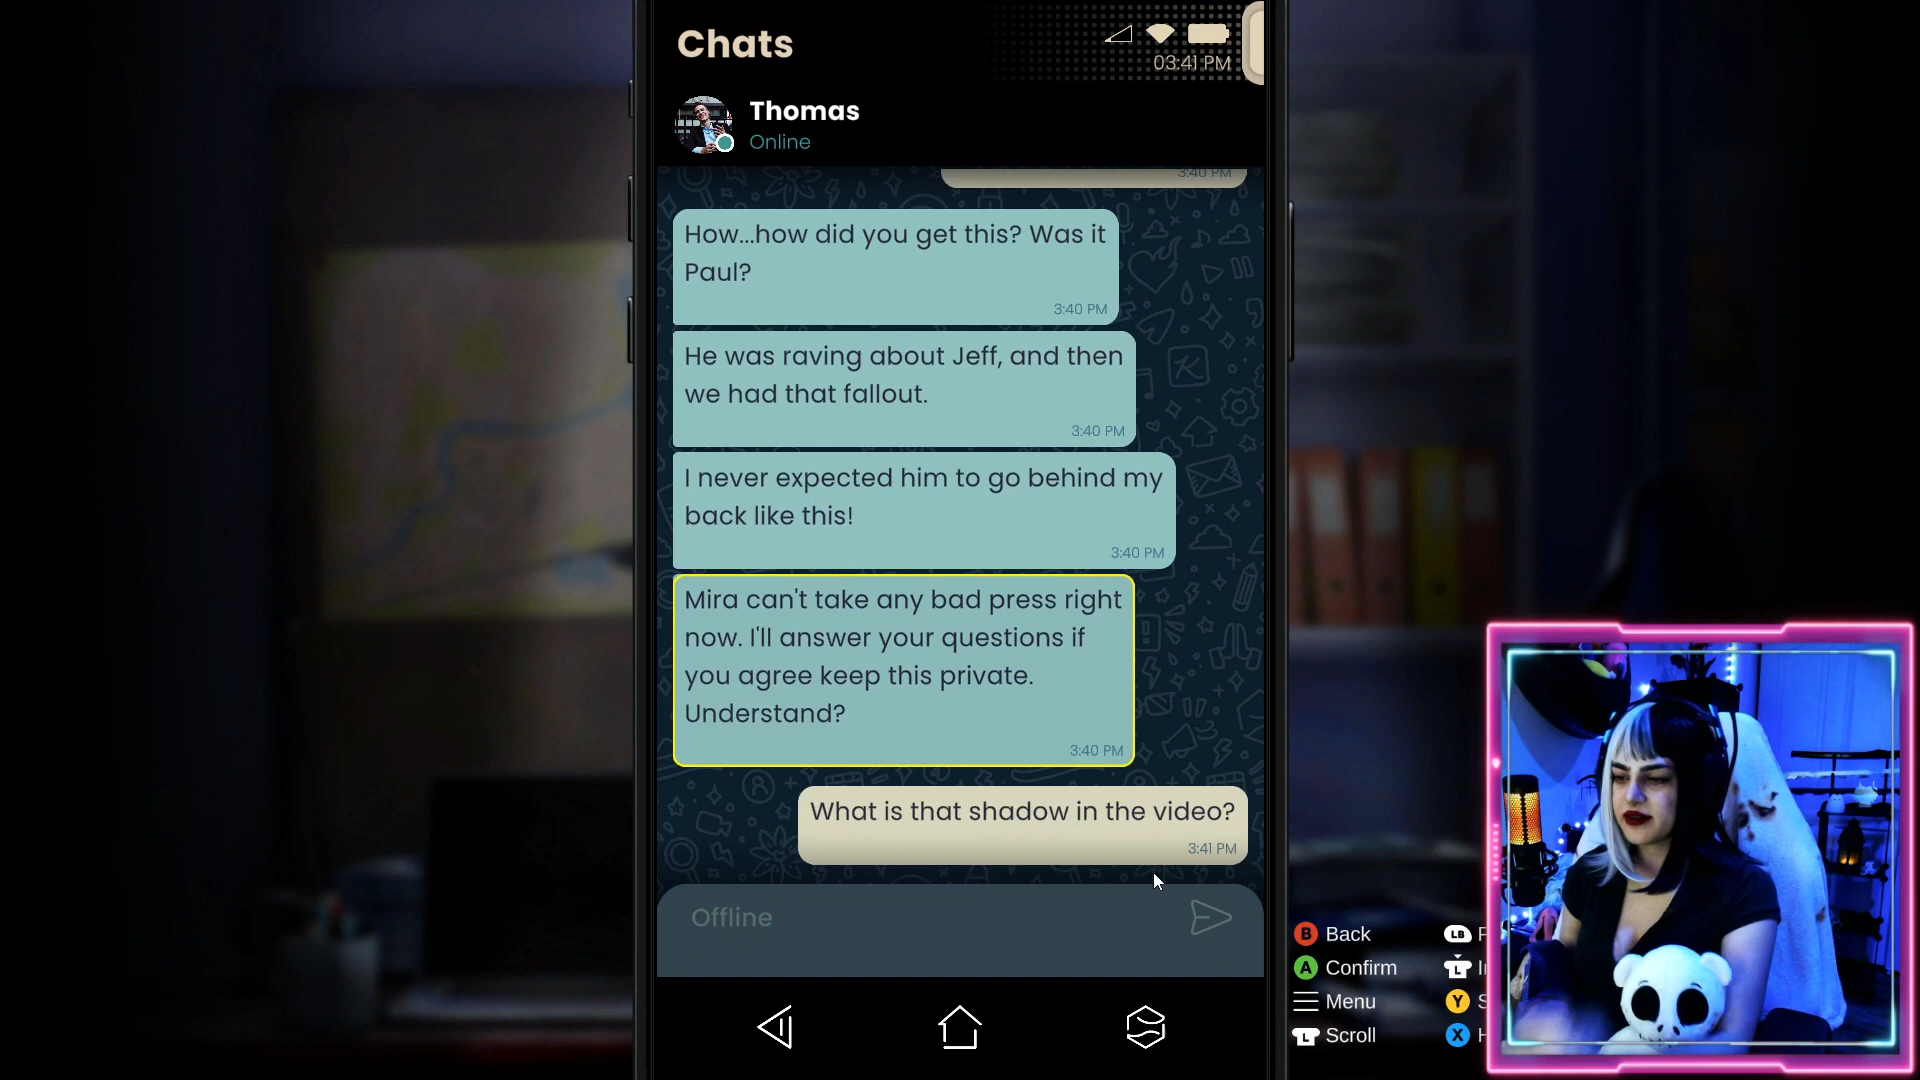 Chats
03:41 PM
Thomas
Online
3:40 PM
How...how did you get this? Was it
Paul?
3:40 PM
He was raving about Jeff, and then
we had that fallout.
3:40 PM
I never expected him to go behind my
back like this!
3:40 PM
Mira can't take any bad press right
now. I'll answer your questions if
you agree keep this private.
Understand?
3:40 PM
What is that shadow in the video?
3:41 PM
Offline
B Back
LB
A Confirm
L
Menu
Y
L Scroll
X